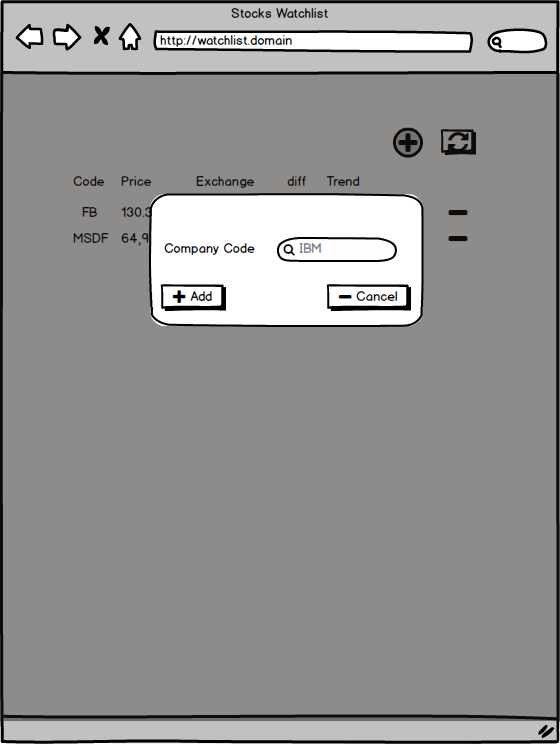 Stocks Watchlist
http://watchlist.domain
Code Price Exchange diff Trend
FB 130.3
MSDF 64,9
Company Code IBM
Add Cancel